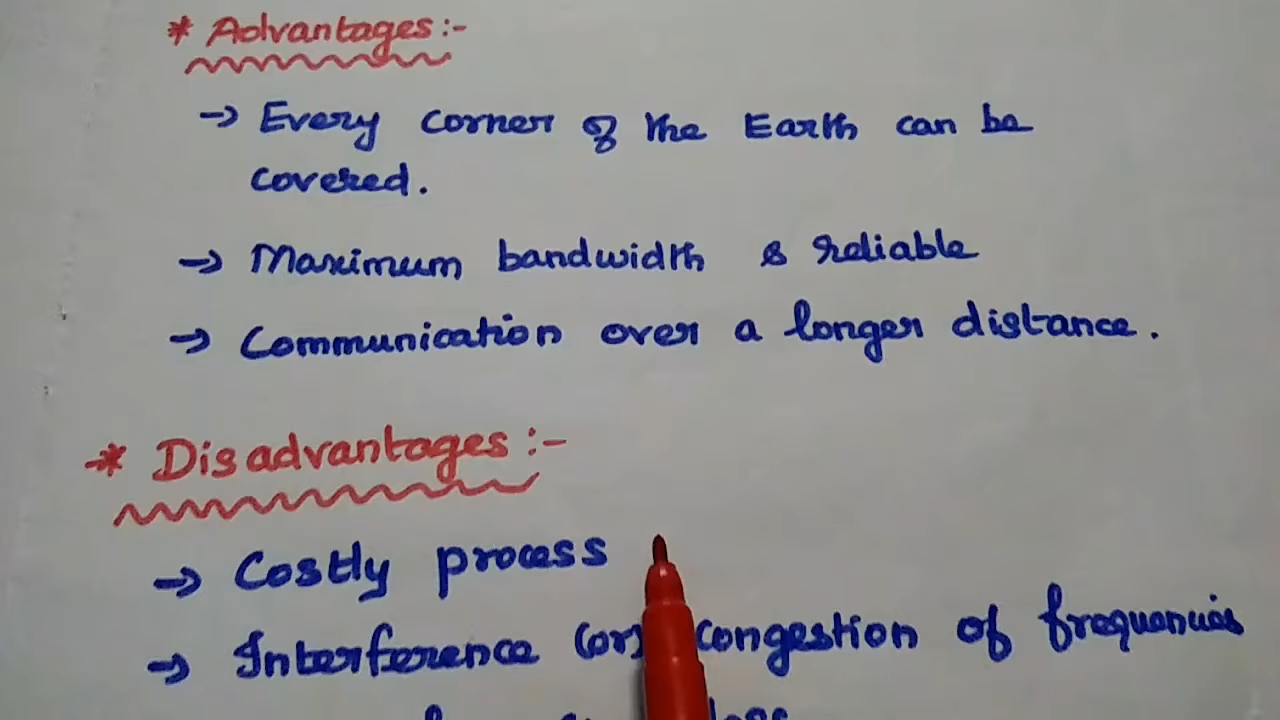 * Advantages:-
→ Every corner of the Earth can be
covered.
→ Maximum bandwidth & reliable
→ Communication over a longer distance.
* Disadvantages :-
→ Costly process
→ Interference (or) congestion of frequencies